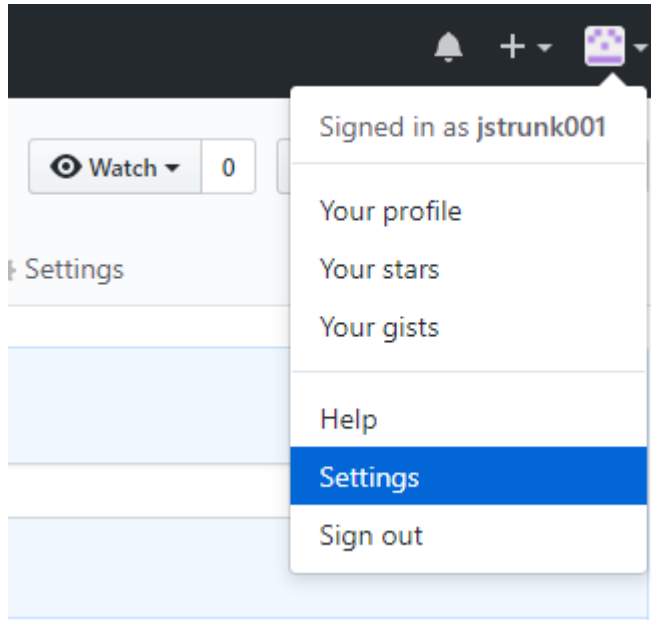 Signed in as jstrunk001
Watch 0
Your profile
Settings
Your stars
Your gists
Help
Settings
Sign out